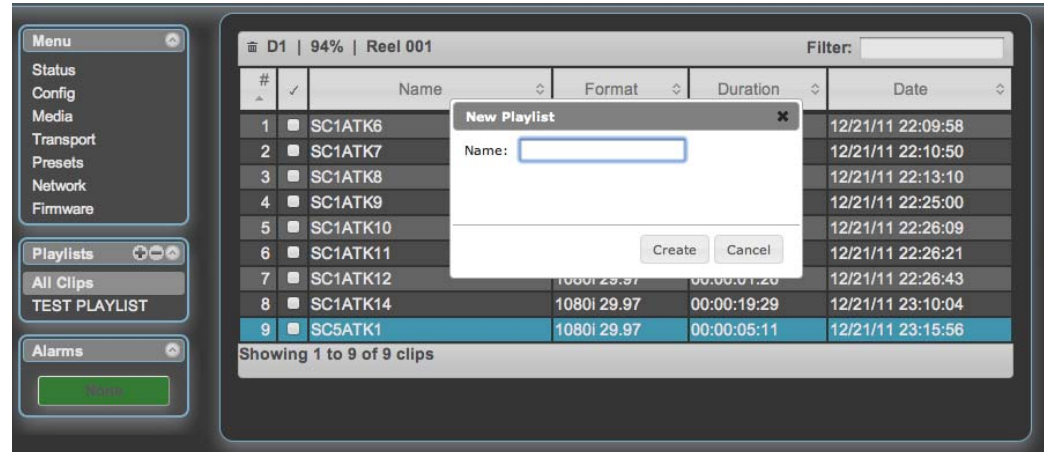 Menu
Status
Config
Media
Transport
Presets
Network
Firmware
Playlists
All Clips
TEST PLAYLIST
Alarms
None
D1 | 94% | Reel 001 Filter:
# ✓ Name Format Duration Date
1 SC1ATK6 12/21/11 22:09:58
2 SC1ATK7 12/21/11 22:10:50
3 SC1ATK8 12/21/11 22:13:10
4 SC1ATK9 12/21/11 22:25:00
5 SC1ATK10 12/21/11 22:26:09
6 SC1ATK11 12/21/11 22:26:21
7 SC1ATK12 1080i 29.97 12/21/11 22:26:43
8 SC1ATK14 1080i 29.97 00:00:19:29 12/21/11 23:10:04
9 SC5ATK1 1080i 29.97 00:00:05:11 12/21/11 23:15:56
Showing 1 to 9 of 9 clips
New Playlist
Name:
Create Cancel